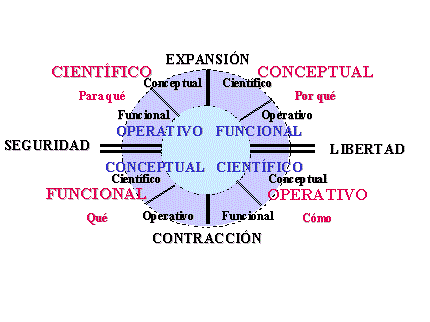 EXPANSIÓN
CIENTÍFICO CONCEPTUAL
Conceptual Científico
Para qué Por qué
Funcional Operativo
OPERATIVO FUNCIONAL
SEGURIDAD LIBERTAD
CONCEPTUAL CIENTÍFICO
Científico Conceptual
FUNCIONAL OPERATIVO
Qué Operativo Funcional Cómo
CONTRACCIÓN